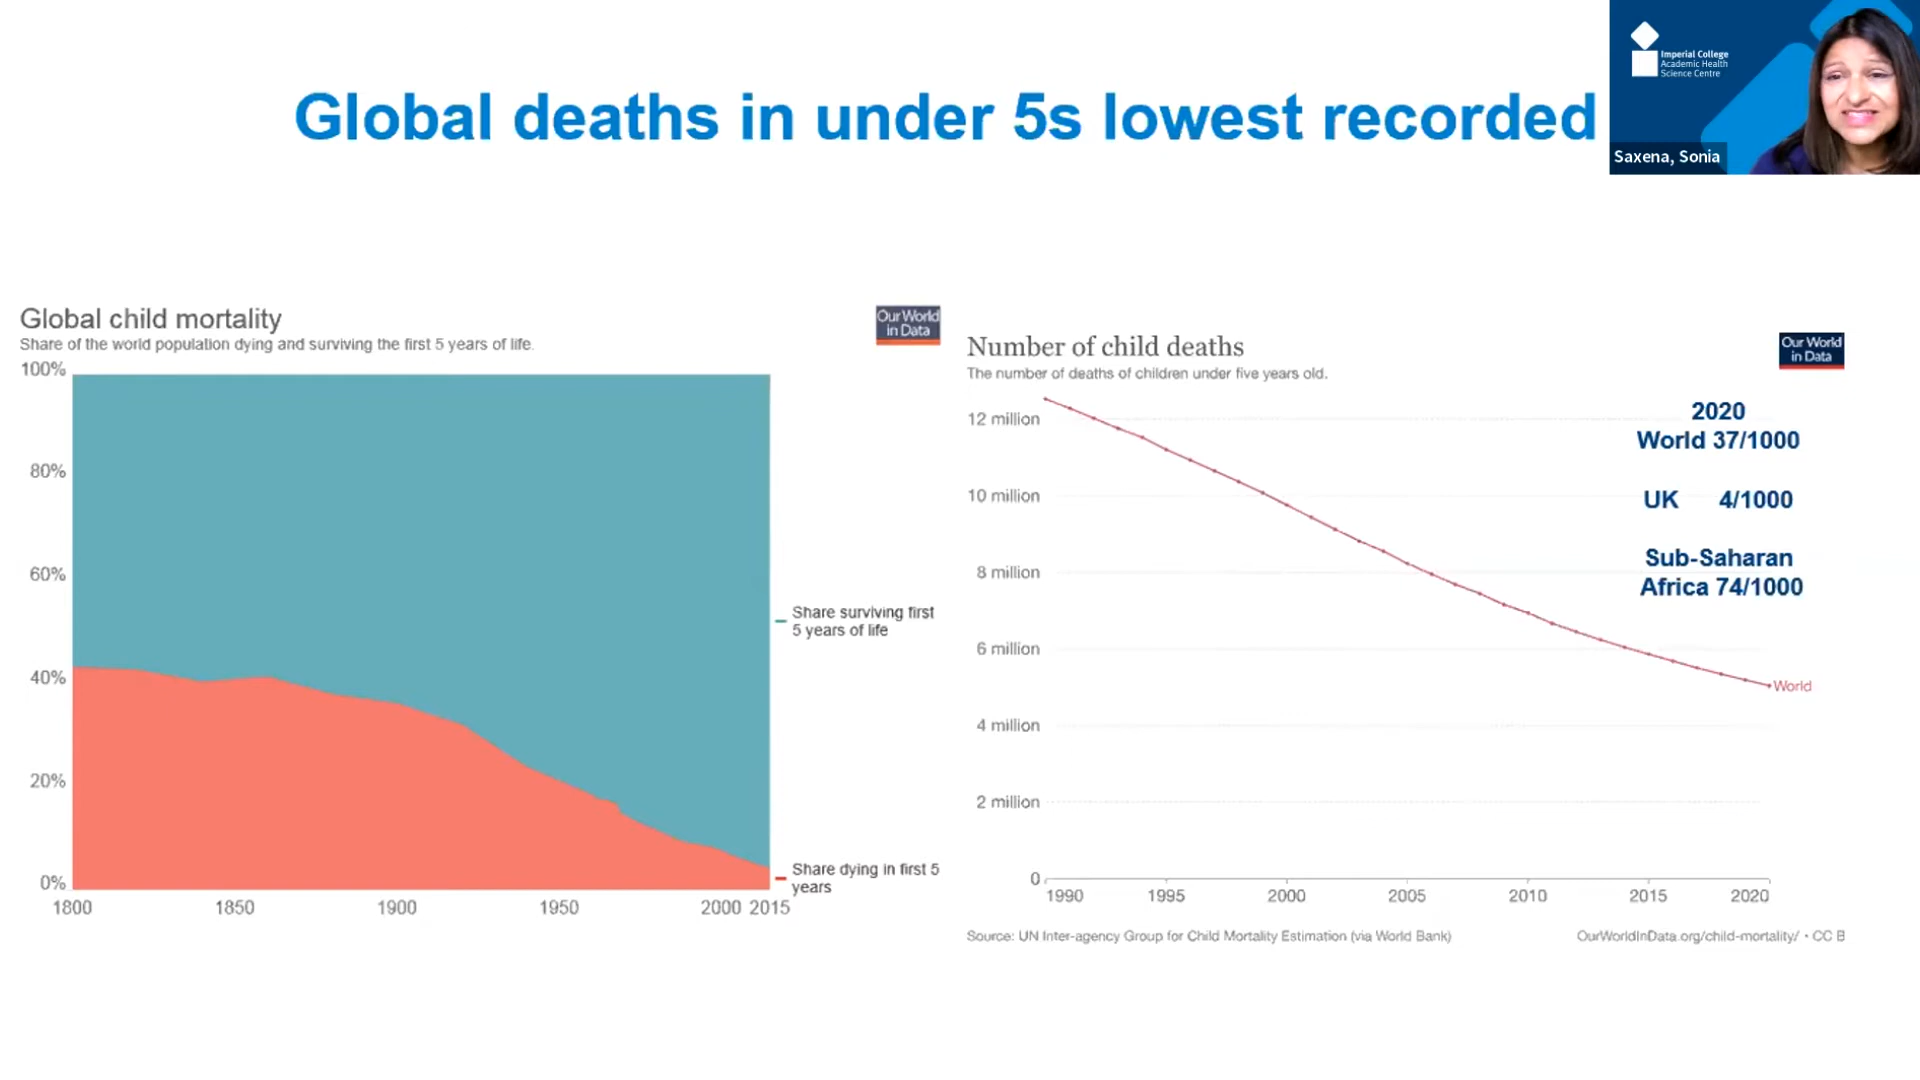 Global deaths in under 5s lowest recorded
Imperial College
Academic Health
Science Centre
Saxena, Sonia
Global child mortality
Share of the world population dying and surviving the first 5 years of life.
Our World
in Data
100%
80%
60%
40%
20%
0%
1800 1850 1900 1950 2000 2015
Share surviving first
5 years of life
Share dying in first 5
years
Number of child deaths
The number of deaths of children under five years old.
Our World
in Data
12 million
10 million
8 million
6 million
4 million
2 million
0
1990 1995 2000 2005 2010 2015 2020
World
2020
World 37/1000
UK 4/1000
Sub-Saharan
Africa 74/1000
Source: UN Inter-agency Group for Child Mortality Estimation (via World Bank)
OurWorldInData.org/child-mortality/ • CC B